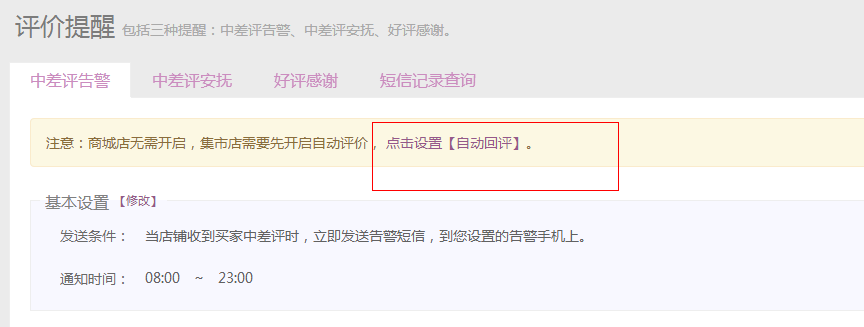 评价提醒 包括三种提醒：中差评告警、中差评安抚、好评感谢。
中差评告警 中差评安抚 好评感谢 短信记录查询
注意：商城店无需开启，集市店需要先开启自动评价， 点击设置【自动回评】。
基本设置 【修改】
发送条件： 当店铺收到买家中差评时，立即发送告警短信，到您设置的告警手机上。
通知时间： 08:00 ~ 23:00